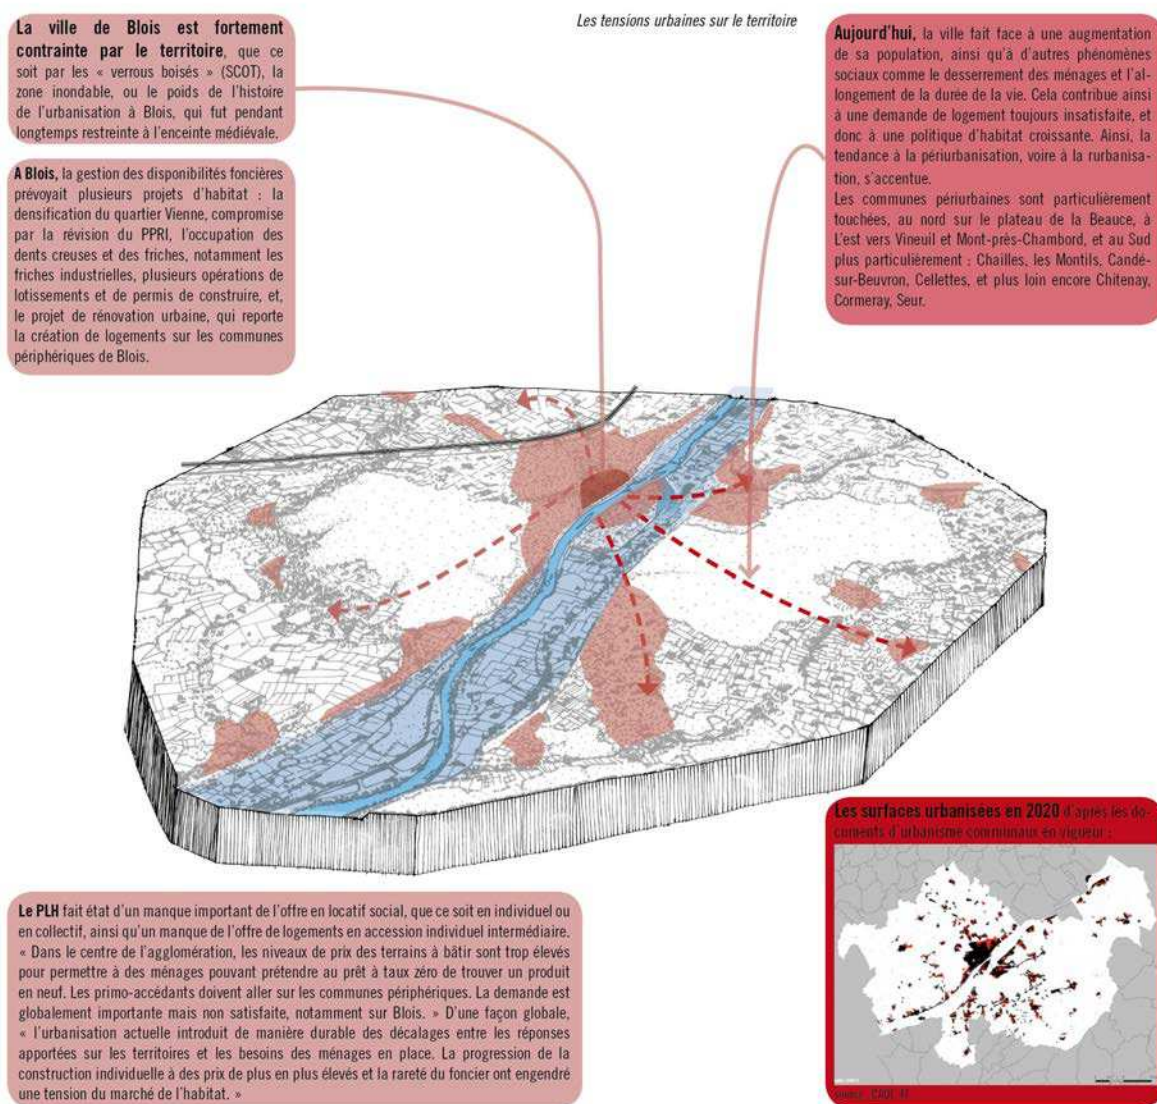 Les tensions urbaines sur le territoire
La ville de Blois est fortement
contrainte par le territoire, que ce
soit par les « verrous boisés » (SCOT), la
zone inondable, ou le poids de l'histoire
de l'urbanisation à Blois, qui fut pendant
longtemps restreinte à l'enceinte médiévale.
A Blois, la gestion des disponibilités foncières
prévoyait plusieurs projets d'habitat : la
densification du quartier Vienne, compromise
par la révision du PPRI, l'occupation des
dents creuses et des friches, notamment les
friches industrielles, plusieurs opérations de
lotissements et de permis de construire, et,
le projet de rénovation urbaine, qui reporte
la création de logements sur les communes
périphériques de Blois.
Aujourd'hui, la ville fait face à une augmentation
de sa population, ainsi qu'à d'autres phénomènes
sociaux comme le desserrement des ménages et l'al-
longement de la durée de la vie. Cela contribue ainsi
à une demande de logement toujours insatisfaite, et
donc à une politique d'habitat croissante. Ainsi, la
tendance à la périurbanisation, voire à la rurbanisa-
tion, s'accentue.
Les communes périurbaines sont particulièrement
touchées, au nord sur le plateau de la Beauce, à
L'est vers Vineuil et Mont-près-Chambord, et au Sud
plus particulièrement : Chailles, les Montils, Candé-
sur-Beuvron, Cellettes, et plus loin encore Chitenay,
Cormeray, Seur.
Le PLH fait état d'un manque important de l'offre en locatif social, que ce soit en individuel ou
en collectif, ainsi qu'un manque de l'offre de logements en accession individuel intermédiaire.
« Dans le centre de l'agglomération, les niveaux de prix des terrains à bâtir sont trop élevés
pour permettre à des ménages pouvant prétendre au prêt à taux zéro de trouver un produit
en neuf. Les primo-accédants doivent aller sur les communes périphériques. La demande est
globalement importante mais non satisfaite, notamment sur Blois. » D'une façon globale,
« l'urbanisation actuelle introduit de manière durable des décalages entre les réponses
apportées sur les territoires et les besoins des ménages en place. La progression de la
construction individuelle à des prix de plus en plus élevés et la rareté du foncier ont engendré
une tension du marché de l'habitat. »
Les surfaces urbanisées en 2020 d'après les do-
cuments d'urbanisme communaux en vigueur :
source : CAUE 41